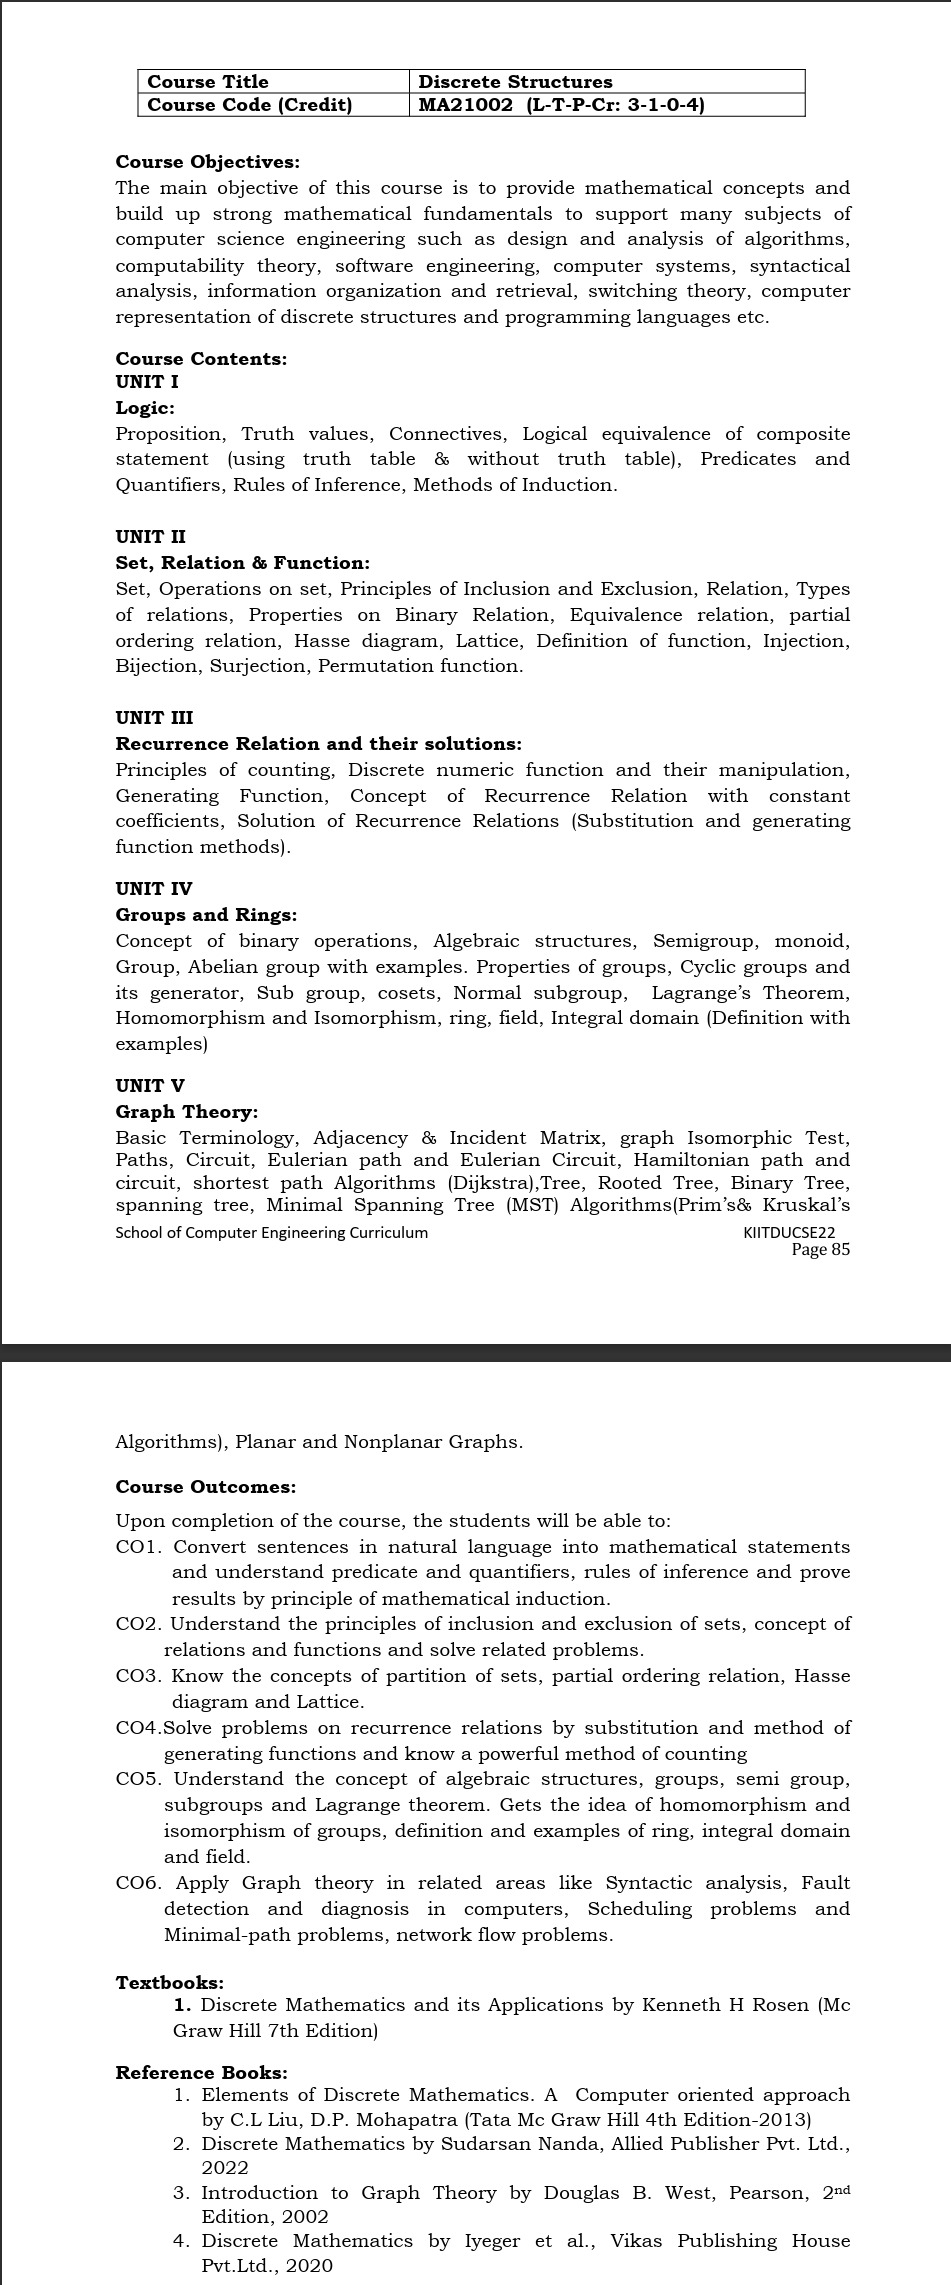 Course Title Discrete Structures
Course Code (Credit) MA21002 (L-T-P-Cr: 3-1-0-4)
Course Objectives:
The main objective of this course is to provide mathematical concepts and
build up strong mathematical fundamentals to support many subjects of
computer science engineering such as design and analysis of algorithms,
computability theory, software engineering, computer systems, syntactical
analysis, information organization and retrieval, switching theory, computer
representation of discrete structures and programming languages etc.
Course Contents:
UNIT I
Logic:
Proposition, Truth values, Connectives, Logical equivalence of composite
statement (using truth table & without truth table), Predicates and
Quantifiers, Rules of Inference, Methods of Induction.
UNIT II
Set, Relation & Function:
Set, Operations on set, Principles of Inclusion and Exclusion, Relation, Types
of relations, Properties on Binary Relation, Equivalence relation, partial
ordering relation, Hasse diagram, Lattice, Definition of function, Injection,
Bijection, Surjection, Permutation function.
UNIT III
Recurrence Relation and their solutions:
Principles of counting, Discrete numeric function and their manipulation,
Generating Function, Concept of Recurrence Relation with constant
coefficients, Solution of Recurrence Relations (Substitution and generating
function methods).
UNIT IV
Groups and Rings:
Concept of binary operations, Algebraic structures, Semigroup, monoid,
Group, Abelian group with examples. Properties of groups, Cyclic groups and
its generator, Sub group, cosets, Normal subgroup, Lagrange's Theorem,
Homomorphism and Isomorphism, ring, field, Integral domain (Definition with
examples)
UNIT V
Graph Theory:
Basic Terminology, Adjacency & Incident Matrix, graph Isomorphic Test,
Paths, Circuit, Eulerian path and Eulerian Circuit, Hamiltonian path and
circuit, shortest path Algorithms (Dijkstra),Tree, Rooted Tree, Binary Tree,
spanning tree, Minimal Spanning Tree (MST) Algorithms(Prim's& Kruskal's
School of Computer Engineering Curriculum KIITDUCSE22
Page 85
Algorithms), Planar and Nonplanar Graphs.
Course Outcomes:
Upon completion of the course, the students will be able to:
CO1. Convert sentences in natural language into mathematical statements
and understand predicate and quantifiers, rules of inference and prove
results by principle of mathematical induction.
CO2. Understand the principles of inclusion and exclusion of sets, concept of
relations and functions and solve related problems.
CO3. Know the concepts of partition of sets, partial ordering relation, Hasse
diagram and Lattice.
CO4.Solve problems on recurrence relations by substitution and method of
generating functions and know a powerful method of counting
CO5. Understand the concept of algebraic structures, groups, semi group,
subgroups and Lagrange theorem. Gets the idea of homomorphism and
isomorphism of groups, definition and examples of ring, integral domain
and field.
CO6. Apply Graph theory in related areas like Syntactic analysis, Fault
detection and diagnosis in computers, Scheduling problems and
Minimal-path problems, network flow problems.
Textbooks:
1. Discrete Mathematics and its Applications by Kenneth H Rosen (Mc
Graw Hill 7th Edition)
Reference Books:
1. Elements of Discrete Mathematics. A Computer oriented approach
by C.L Liu, D.P. Mohapatra (Tata Mc Graw Hill 4th Edition-2013)
2. Discrete Mathematics by Sudarsan Nanda, Allied Publisher Pvt. Ltd.,
2022
3. Introduction to Graph Theory by Douglas B. West, Pearson, 2nd
Edition, 2002
4. Discrete Mathematics by Iyeger et al., Vikas Publishing House
Pvt.Ltd., 2020